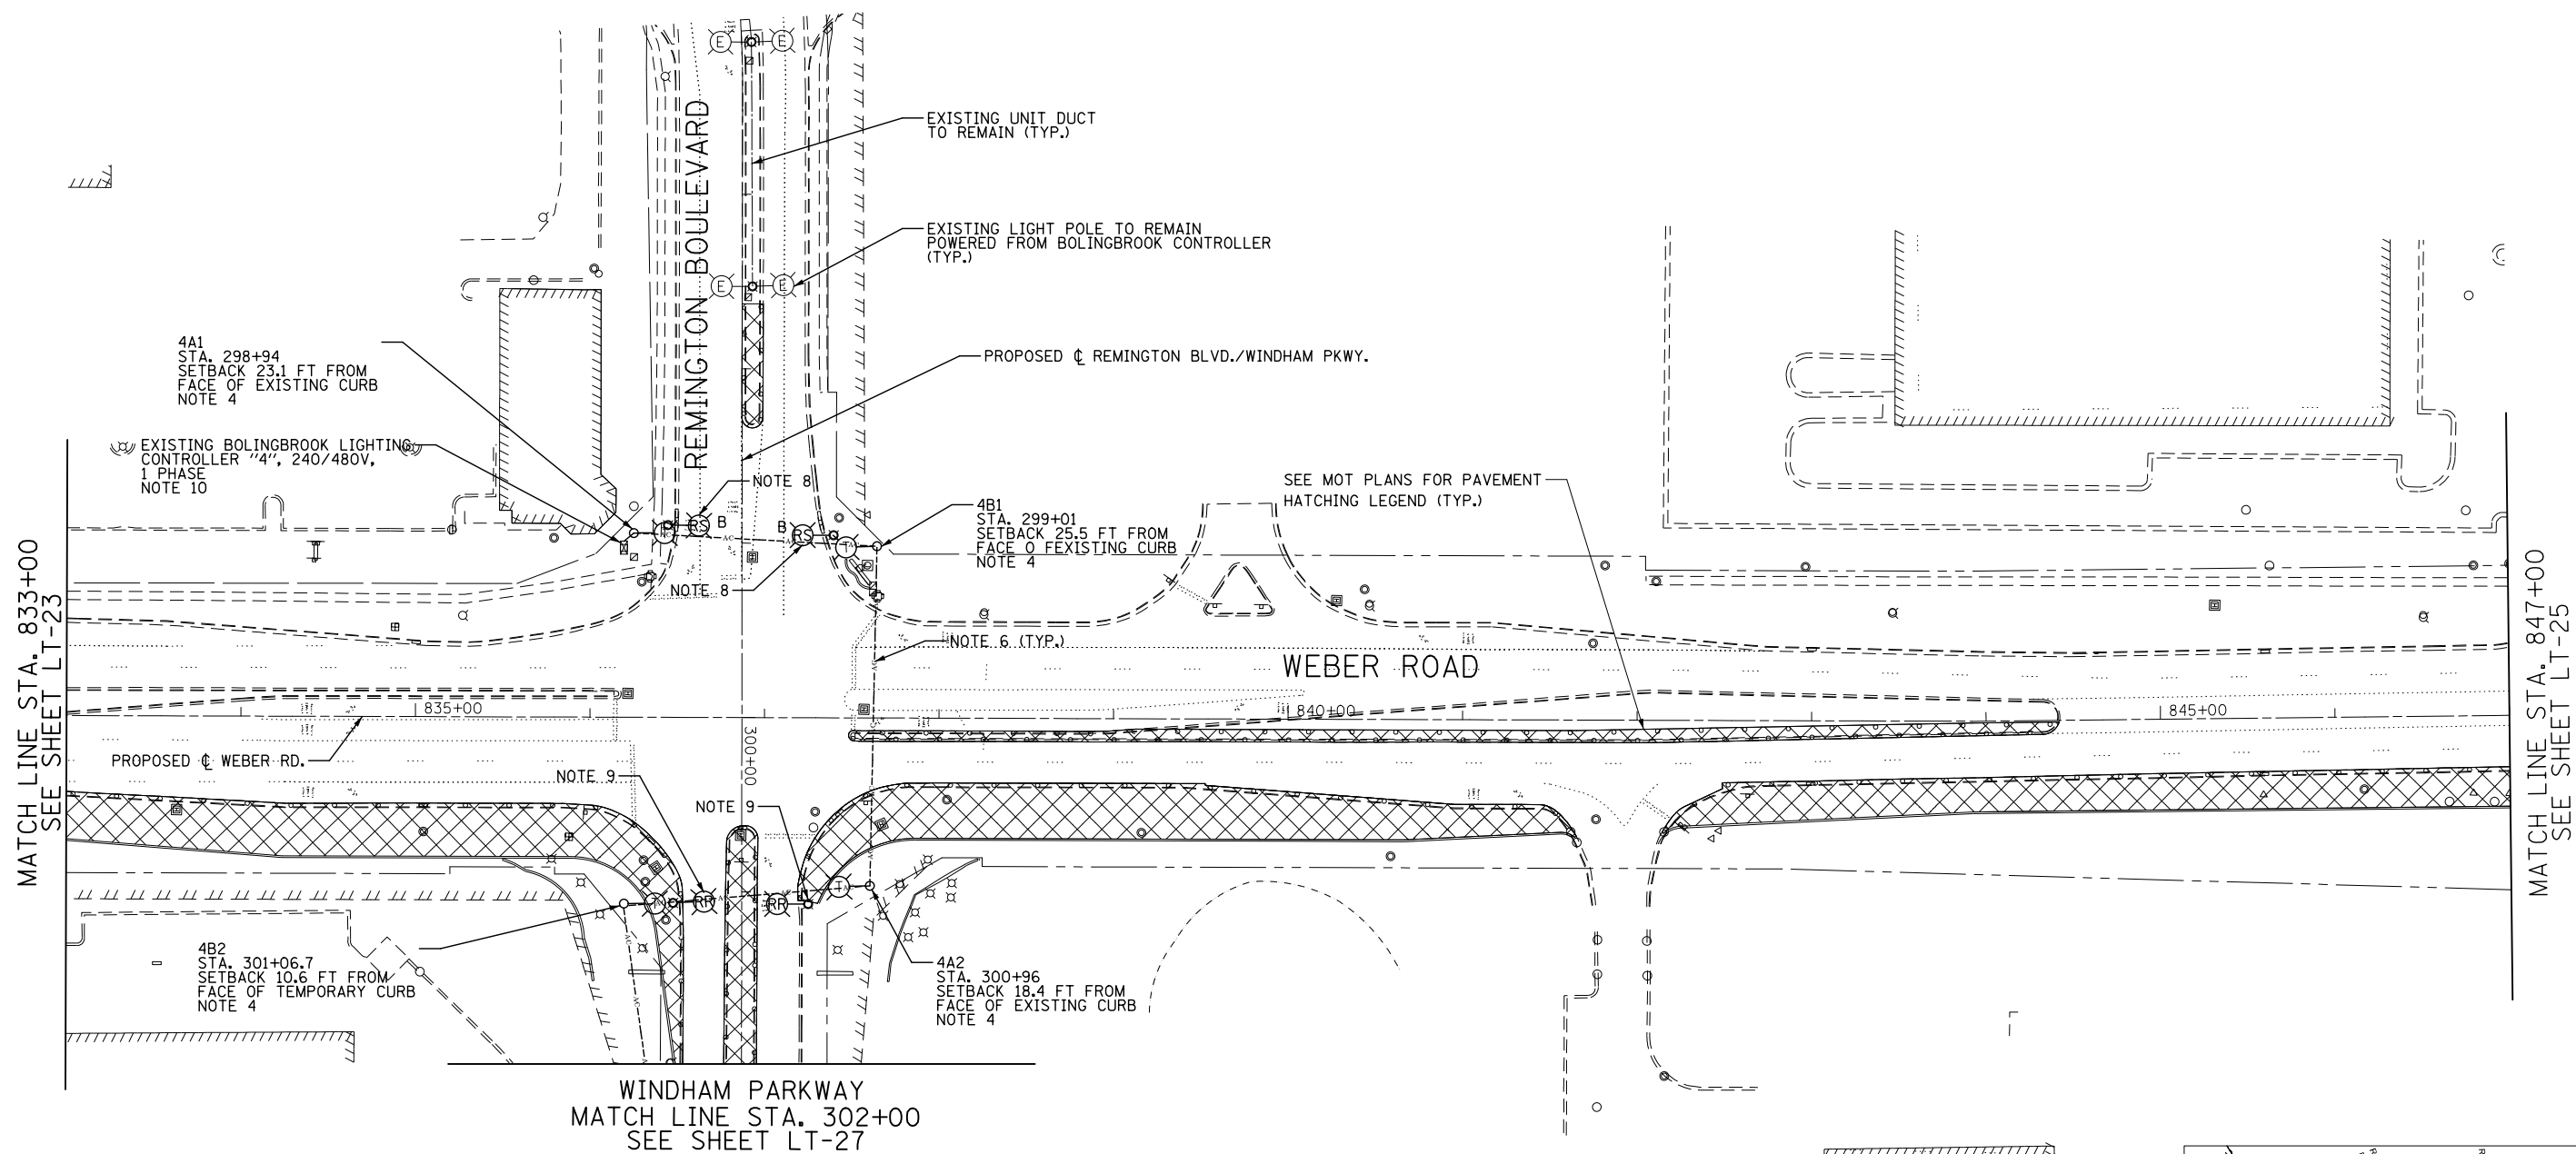 EXISTING UNIT DUCT
TO REMAIN (TYP.)
EXISTING LIGHT POLE TO REMAIN
POWERED FROM BOLINGBROOK CONTROLLER
(TYP.)
REMINGTON BOULEVARD
E
E
E
E
4A1
STA. 298+94
SETBACK 23.1 FT FROM
FACE OF EXISTING CURB
NOTE 4
PROPOSED ℄ REMINGTON BLVD./WINDHAM PKWY.
EXISTING BOLINGBROOK LIGHTING
CONTROLLER "4", 240/480V,
1 PHASE
NOTE 10
NOTE 8
SEE MOT PLANS FOR PAVEMENT
HATCHING LEGEND (TYP.)
4B1
STA. 299+01
SETBACK 25.5 FT FROM
FACE O FEXISTING CURB
NOTE 4
RS
B
B
RS
T
AC
NOTE 8
NOTE 6 (TYP.)
WEBER ROAD
MATCH LINE STA. 833+00
SEE SHEET LT-23
MATCH LINE STA. 847+00
SEE SHEET LT-25
835+00
840+00
845+00
300+00
PROPOSED ℄ WEBER RD.
NOTE 9
NOTE 9
T
RR
RR
T
AC
4B2
STA. 301+06.7
SETBACK 10.6 FT FROM
FACE OF TEMPORARY CURB
NOTE 4
4A2
STA. 300+96
SETBACK 18.4 FT FROM
FACE OF EXISTING CURB
NOTE 4
WINDHAM PARKWAY
MATCH LINE STA. 302+00
SEE SHEET LT-27